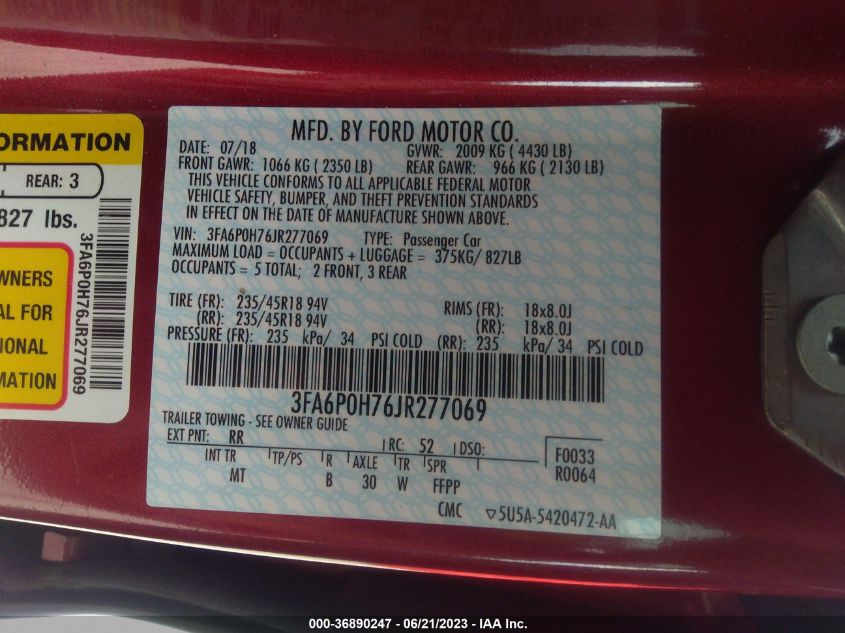 ORMATION
REAR: 3
827 lbs.
3FA6P0H76JR277069
WNERS
AL FOR
IONAL
MATION
MFD. BY FORD MOTOR CO.
DATE: 07/18 GVWR: 2009 KG ( 4430 LB)
FRONT GAWR: 1066 KG ( 2350 LB) REAR GAWR: 966 KG ( 2130 LB)
THIS VEHICLE CONFORMS TO ALL APPLICABLE FEDERAL MOTOR
VEHICLE SAFETY, BUMPER, AND THEFT PREVENTION STANDARDS
IN EFFECT ON THE DATE OF MANUFACTURE SHOWN ABOVE.
VIN: 3FA6P0H76JR277069 TYPE: Passenger Car
MAXIMUM LOAD = OCCUPANTS + LUGGAGE = 375KG/ 827LB
OCCUPANTS = 5 TOTAL; 2 FRONT, 3 REAR
TIRE (FR): 235/45R18 94V RIMS (FR): 18x8.0J
(RR): 235/45R18 94V (RR): 18x8.0J
PRESSURE (FR): 235 kPa/ 34 PSI COLD (RR): 235 kPa/ 34 PSI COLD
3FA6P0H76JR277069
TRAILER TOWING - SEE OWNER GUIDE
EXT PNT: RR RC: 52 DSO: F0033
INT TR TP/PS R AXLE TR SPR R0064
MT B 30 W FFPP
CMC ▽5U5A-5420472-AA
000-36890247 - 06/21/2023 - IAA Inc.